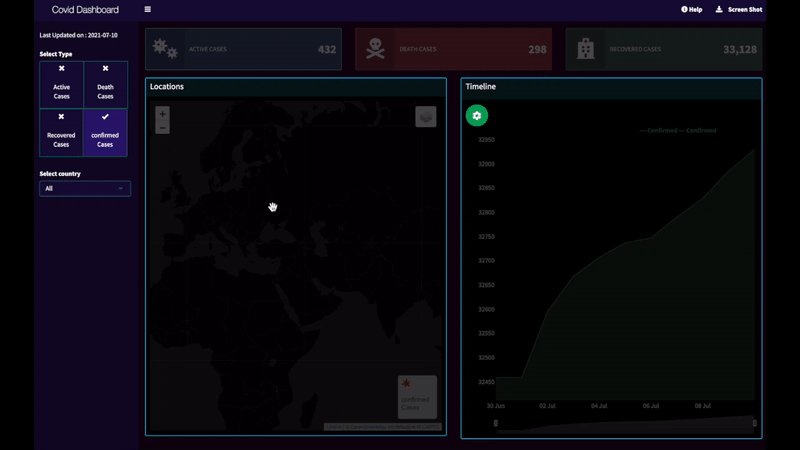 Covid Dashboard
Help
Screen Shot
Last Updated on : 2021-07-10
Select Type
Active
Cases
Death
Cases
Recovered
Cases
confirmed
Cases
Select country
All
ACTIVE CASES
432
DEATH CASES
298
RECOVERED CASES
33,128
Locations
+
−
confirmed
Cases
Timeline
Confirmed
Confirmed
32950
32900
32850
32800
32750
32700
32650
32600
32550
32500
32450
30 Jun
02 Jul
04 Jul
06 Jul
08 Jul